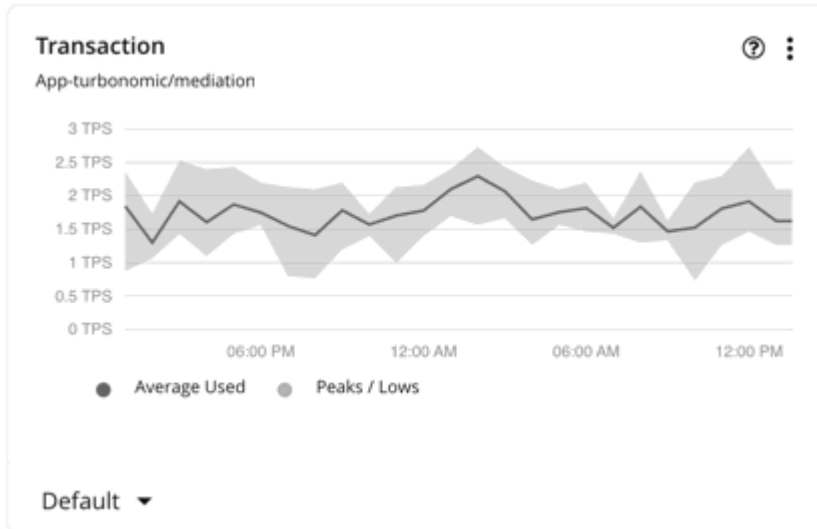 Transaction
App-turbonomic/mediation
3 TPS
2.5 TPS
2 TPS
1.5 TPS
1 TPS
0.5 TPS
0 TPS
06:00 PM 12:00 AM 06:00 AM 12:00 PM
Average Used Peaks / Lows
Default